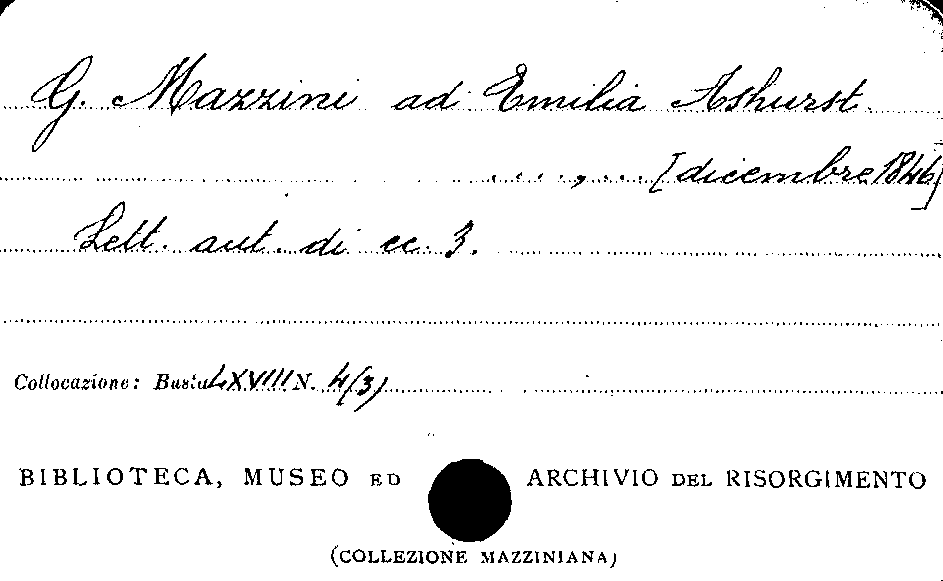 G. Mazzini ad Emilia Ashurst
...., ... [dicembre 1846]
Lett. aut. di cc. 3.
Collocazione: Busta LXVIII N. 4(3)
BIBLIOTECA, MUSEO ED ARCHIVIO DEL RISORGIMENTO
(COLLEZIONE MAZZINIANA)